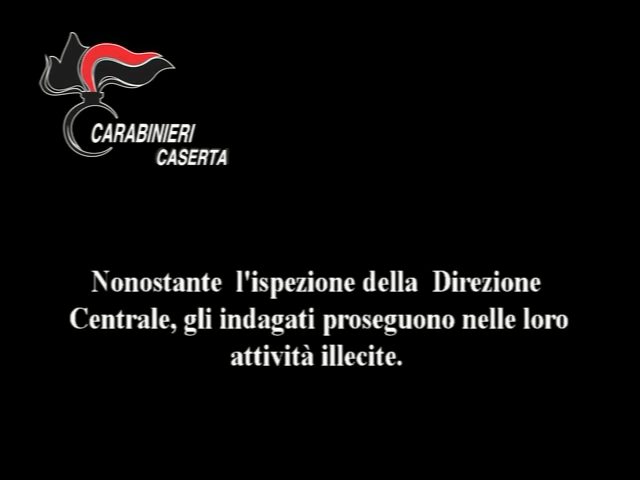 CARABINIERI
CASERTA
Nonostante l'ispezione della Direzione
Centrale, gli indagati proseguono nelle loro
attività illecite.